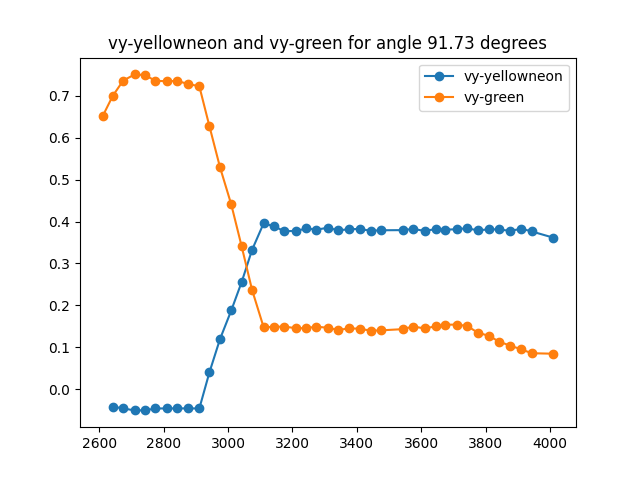 vy-yellowneon and vy-green for angle 91.73 degrees
vy-yellowneon
vy-green
0.7
0.6
0.5
0.4
0.3
0.2
0.1
0.0
2600 2800 3000 3200 3400 3600 3800 4000